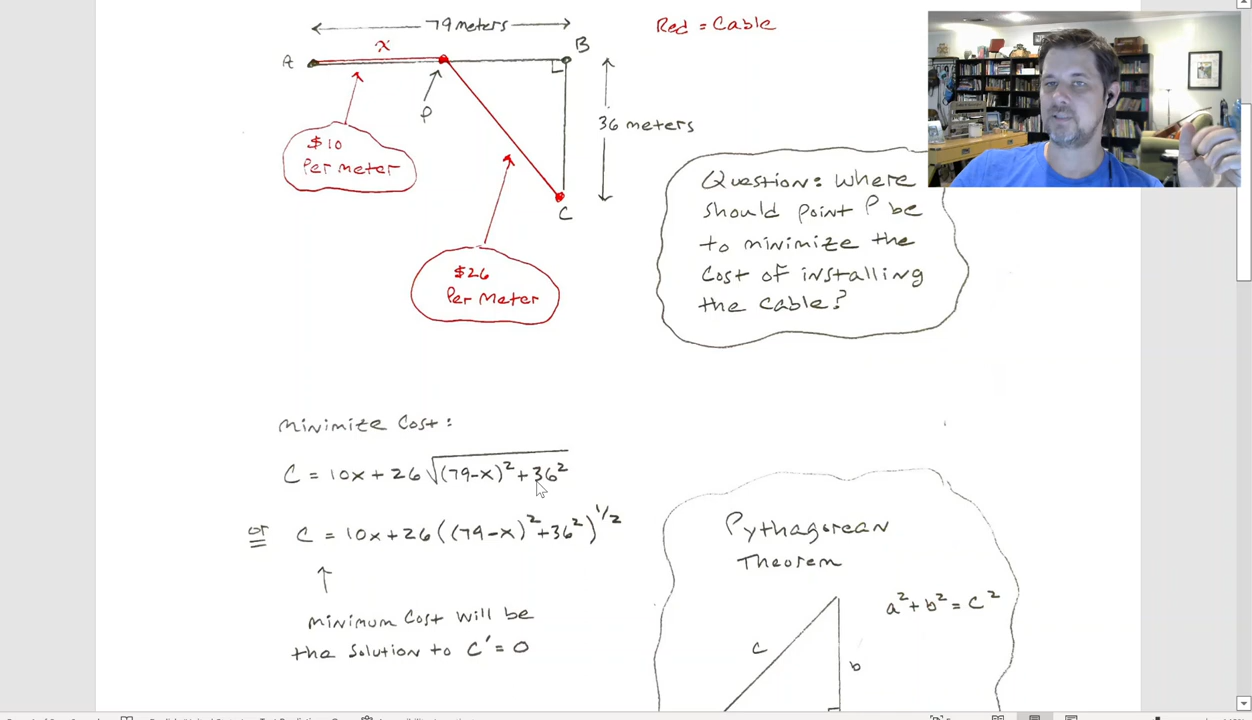 79 meters
Red = Cable
A
x
B
P
36 meters
$10
Per meter
C
$26
Per Meter
Question: Where
should point P be
to minimize the
Cost of installing
the Cable?
Minimize Cost:
C = 10x + 26 √((79-x)² + 36²)
or C = 10x + 26 ((79-x)² + 36²)^1/2
Minimum Cost will be
the Solution to C' = 0
Pythagorean
Theorem
a² + b² = c²
c
b